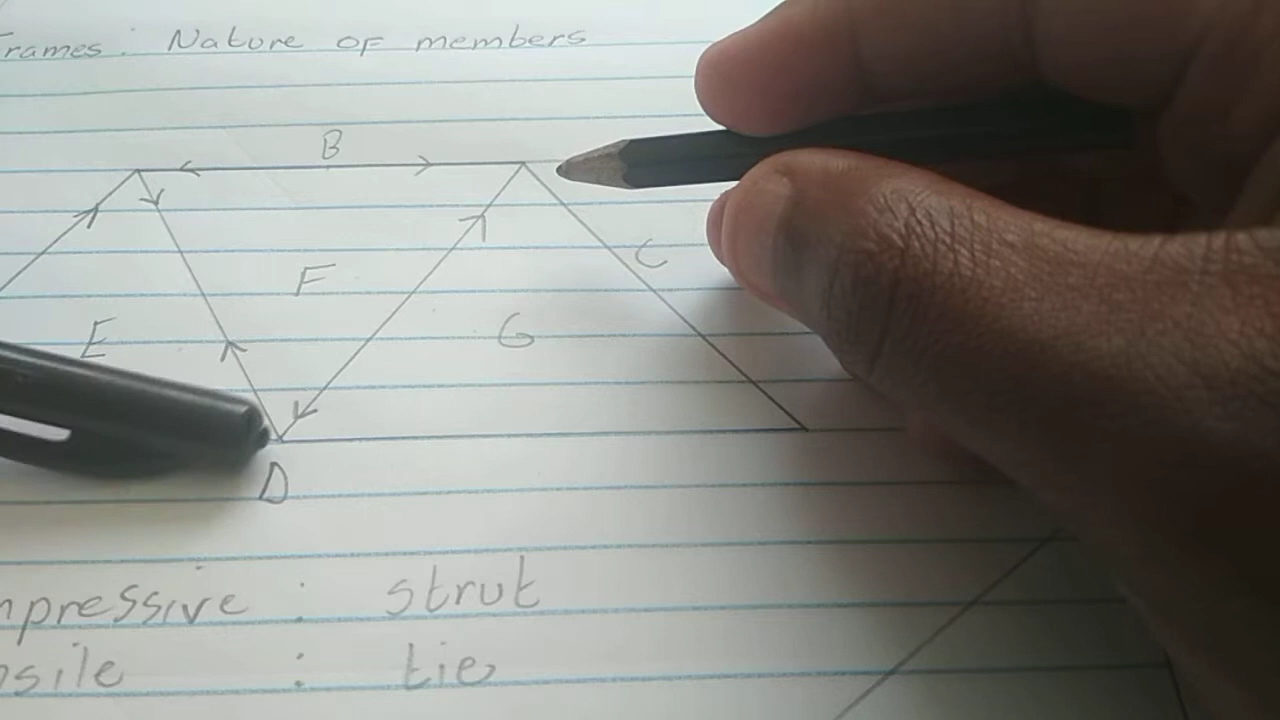 rames: Nature of members
B
F
C
E
G
D
mpressive : strut
nsile : tie